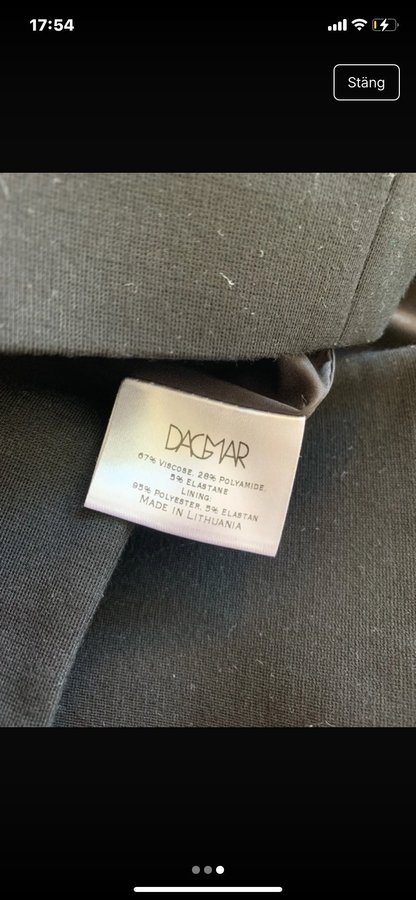 17:54
Stäng
DAGMAR
67% VISCOSE, 28% POLYAMIDE,
5% ELASTANE
LINING:
95% POLYESTER, 5% ELASTAN
MADE IN LITHUANIA